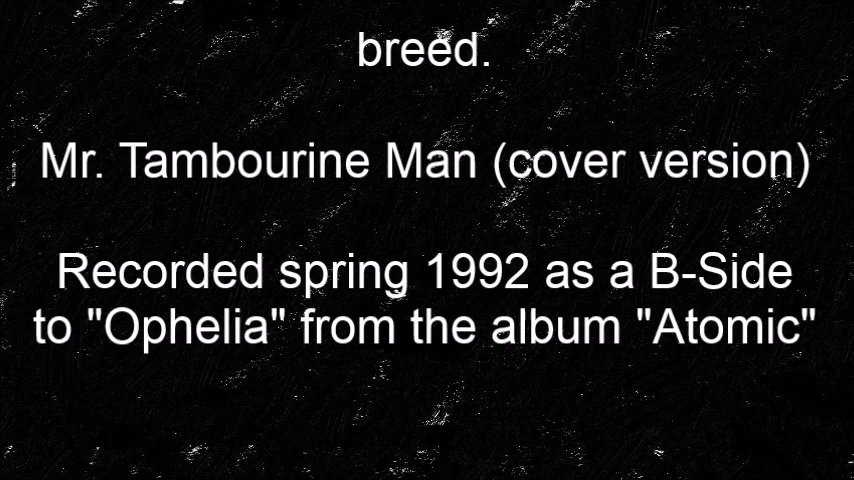 breed.
Mr. Tambourine Man (cover version)
Recorded spring 1992 as a B-Side
to "Ophelia" from the album "Atomic"